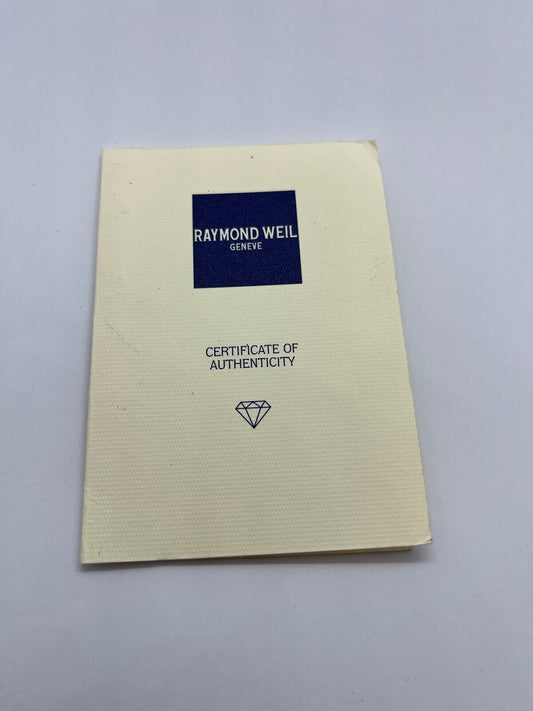 RAYMOND WEIL
GENEVE
CERTIFICATE OF
AUTHENTICITY